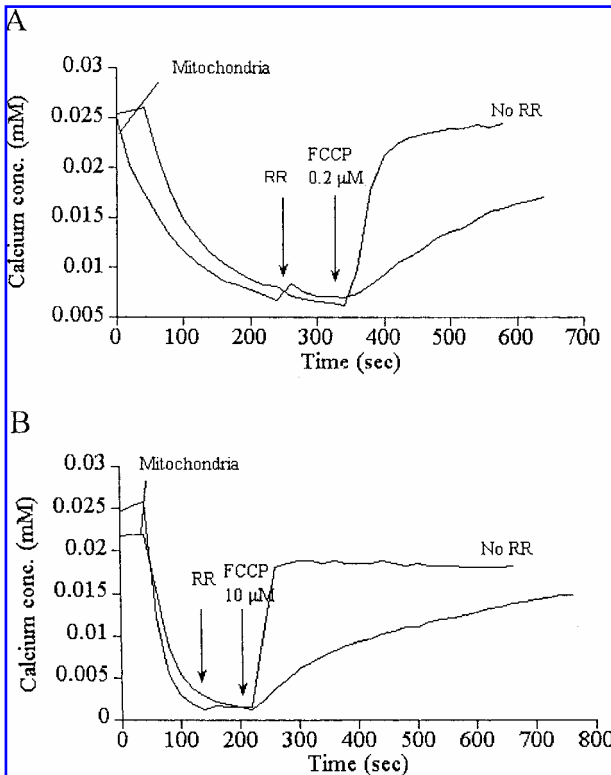 A
Calcium conc. (mM)
0.03
0.025
0.02
0.015
0.01
0.005
Mitochondria
RR
FCCP
0.2 µM
No RR
0
100
200
300
400
500
600
700
Time (sec)
B
Calcium conc. (mM)
0.03
0.025
0.02
0.015
0.01
0.005
0
Mitochondria
RR
FCCP
10 µM
No RR
0
100
200
300
400
500
600
700
800
Time (sec)